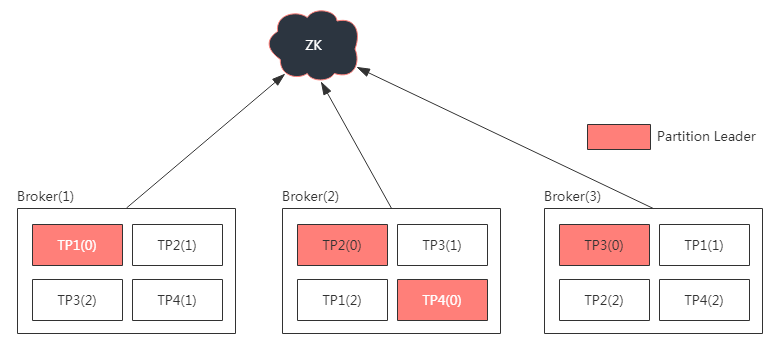 ZK
Partition Leader
Broker(1)
Broker(2)
Broker(3)
TP1(0)
TP2(1)
TP3(2)
TP4(1)
TP2(0)
TP3(1)
TP1(2)
TP4(0)
TP3(0)
TP1(1)
TP2(2)
TP4(2)